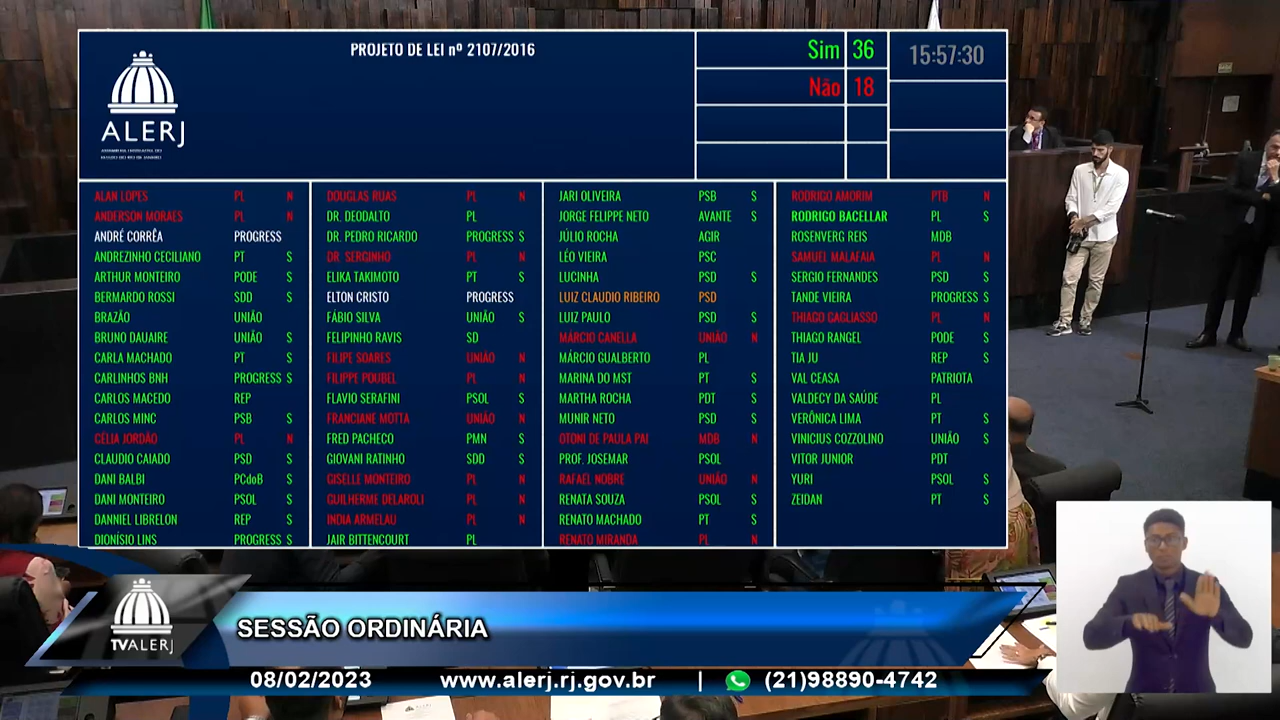 PROJETO DE LEI nº 2107/2016
Sim 36
Não 18
15:57:30
ALERJ
ALAN LOPES PL N
ANDERSON MORAES PL N
ANDRÉ CORRÊA PROGRESS
ANDREZINHO CECILIANO PT S
ARTHUR MONTEIRO PODE S
BERMARDO ROSSI SDD S
BRAZÃO UNIÃO
BRUNO DAUAIRE UNIÃO S
CARLA MACHADO PT S
CARLINHOS BNH PROGRESS S
CARLOS MACEDO REP
CARLOS MINC PSB S
CÉLIA JORDÃO PL N
CLAUDIO CAIADO PSD S
DANI BALBI PCdoB S
DANI MONTEIRO PSOL S
DANNIEL LIBRELON REP S
DIONÍSIO LINS PROGRESS S
DOUGLAS RUAS PL N
DR. DEODALTO PL
DR. PEDRO RICARDO PROGRESS S
DR. SERGINHO PL N
ELIKA TAKIMOTO PT S
ELTON CRISTO PROGRESS
FÁBIO SILVA UNIÃO S
FELIPINHO RAVIS SD
FILIPE SOARES UNIÃO N
FILIPPE POUBEL PL N
FLAVIO SERAFINI PSOL S
FRANCIANE MOTTA UNIÃO N
FRED PACHECO PMN S
GIOVANI RATINHO SDD S
GISELLE MONTEIRO PL N
GUILHERME DELAROLI PL N
INDIA ARMELAU PL N
JAIR BITTENCOURT PL
JARI OLIVEIRA PSB S
JORGE FELIPPE NETO AVANTE S
JÚLIO ROCHA AGIR
LÉO VIEIRA PSC
LUCINHA PSD S
LUIZ CLAUDIO RIBEIRO PSD
LUIZ PAULO PSD S
MÁRCIO CANELLA UNIÃO N
MÁRCIO GUALBERTO PL
MARINA DO MST PT S
MARTHA ROCHA PDT S
MUNIR NETO PSD S
OTONI DE PAULA PAI MDB N
PROF. JOSEMAR PSOL
RAFAEL NOBRE UNIÃO N
RENATA SOUZA PSOL S
RENATO MACHADO PT S
RENATO MIRANDA PL N
RODRIGO AMORIM PTB N
RODRIGO BACELLAR PL S
ROSENVERG REIS MDB
SAMUEL MALAFAIA PL N
SERGIO FERNANDES PSD S
TANDE VIEIRA PROGRESS S
THIAGO GAGLIASSO PL N
THIAGO RANGEL PODE S
TIA JU REP S
VAL CEASA PATRIOTA
VALDECY DA SAÚDE PL
VERÔNICA LIMA PT S
VINICIUS COZZOLINO UNIÃO S
VITOR JUNIOR PDT
YURI PSOL S
ZEIDAN PT S
TVALERJ
SESSÃO ORDINÁRIA
08/02/2023 www.alerj.rj.gov.br | (21)98890-4742